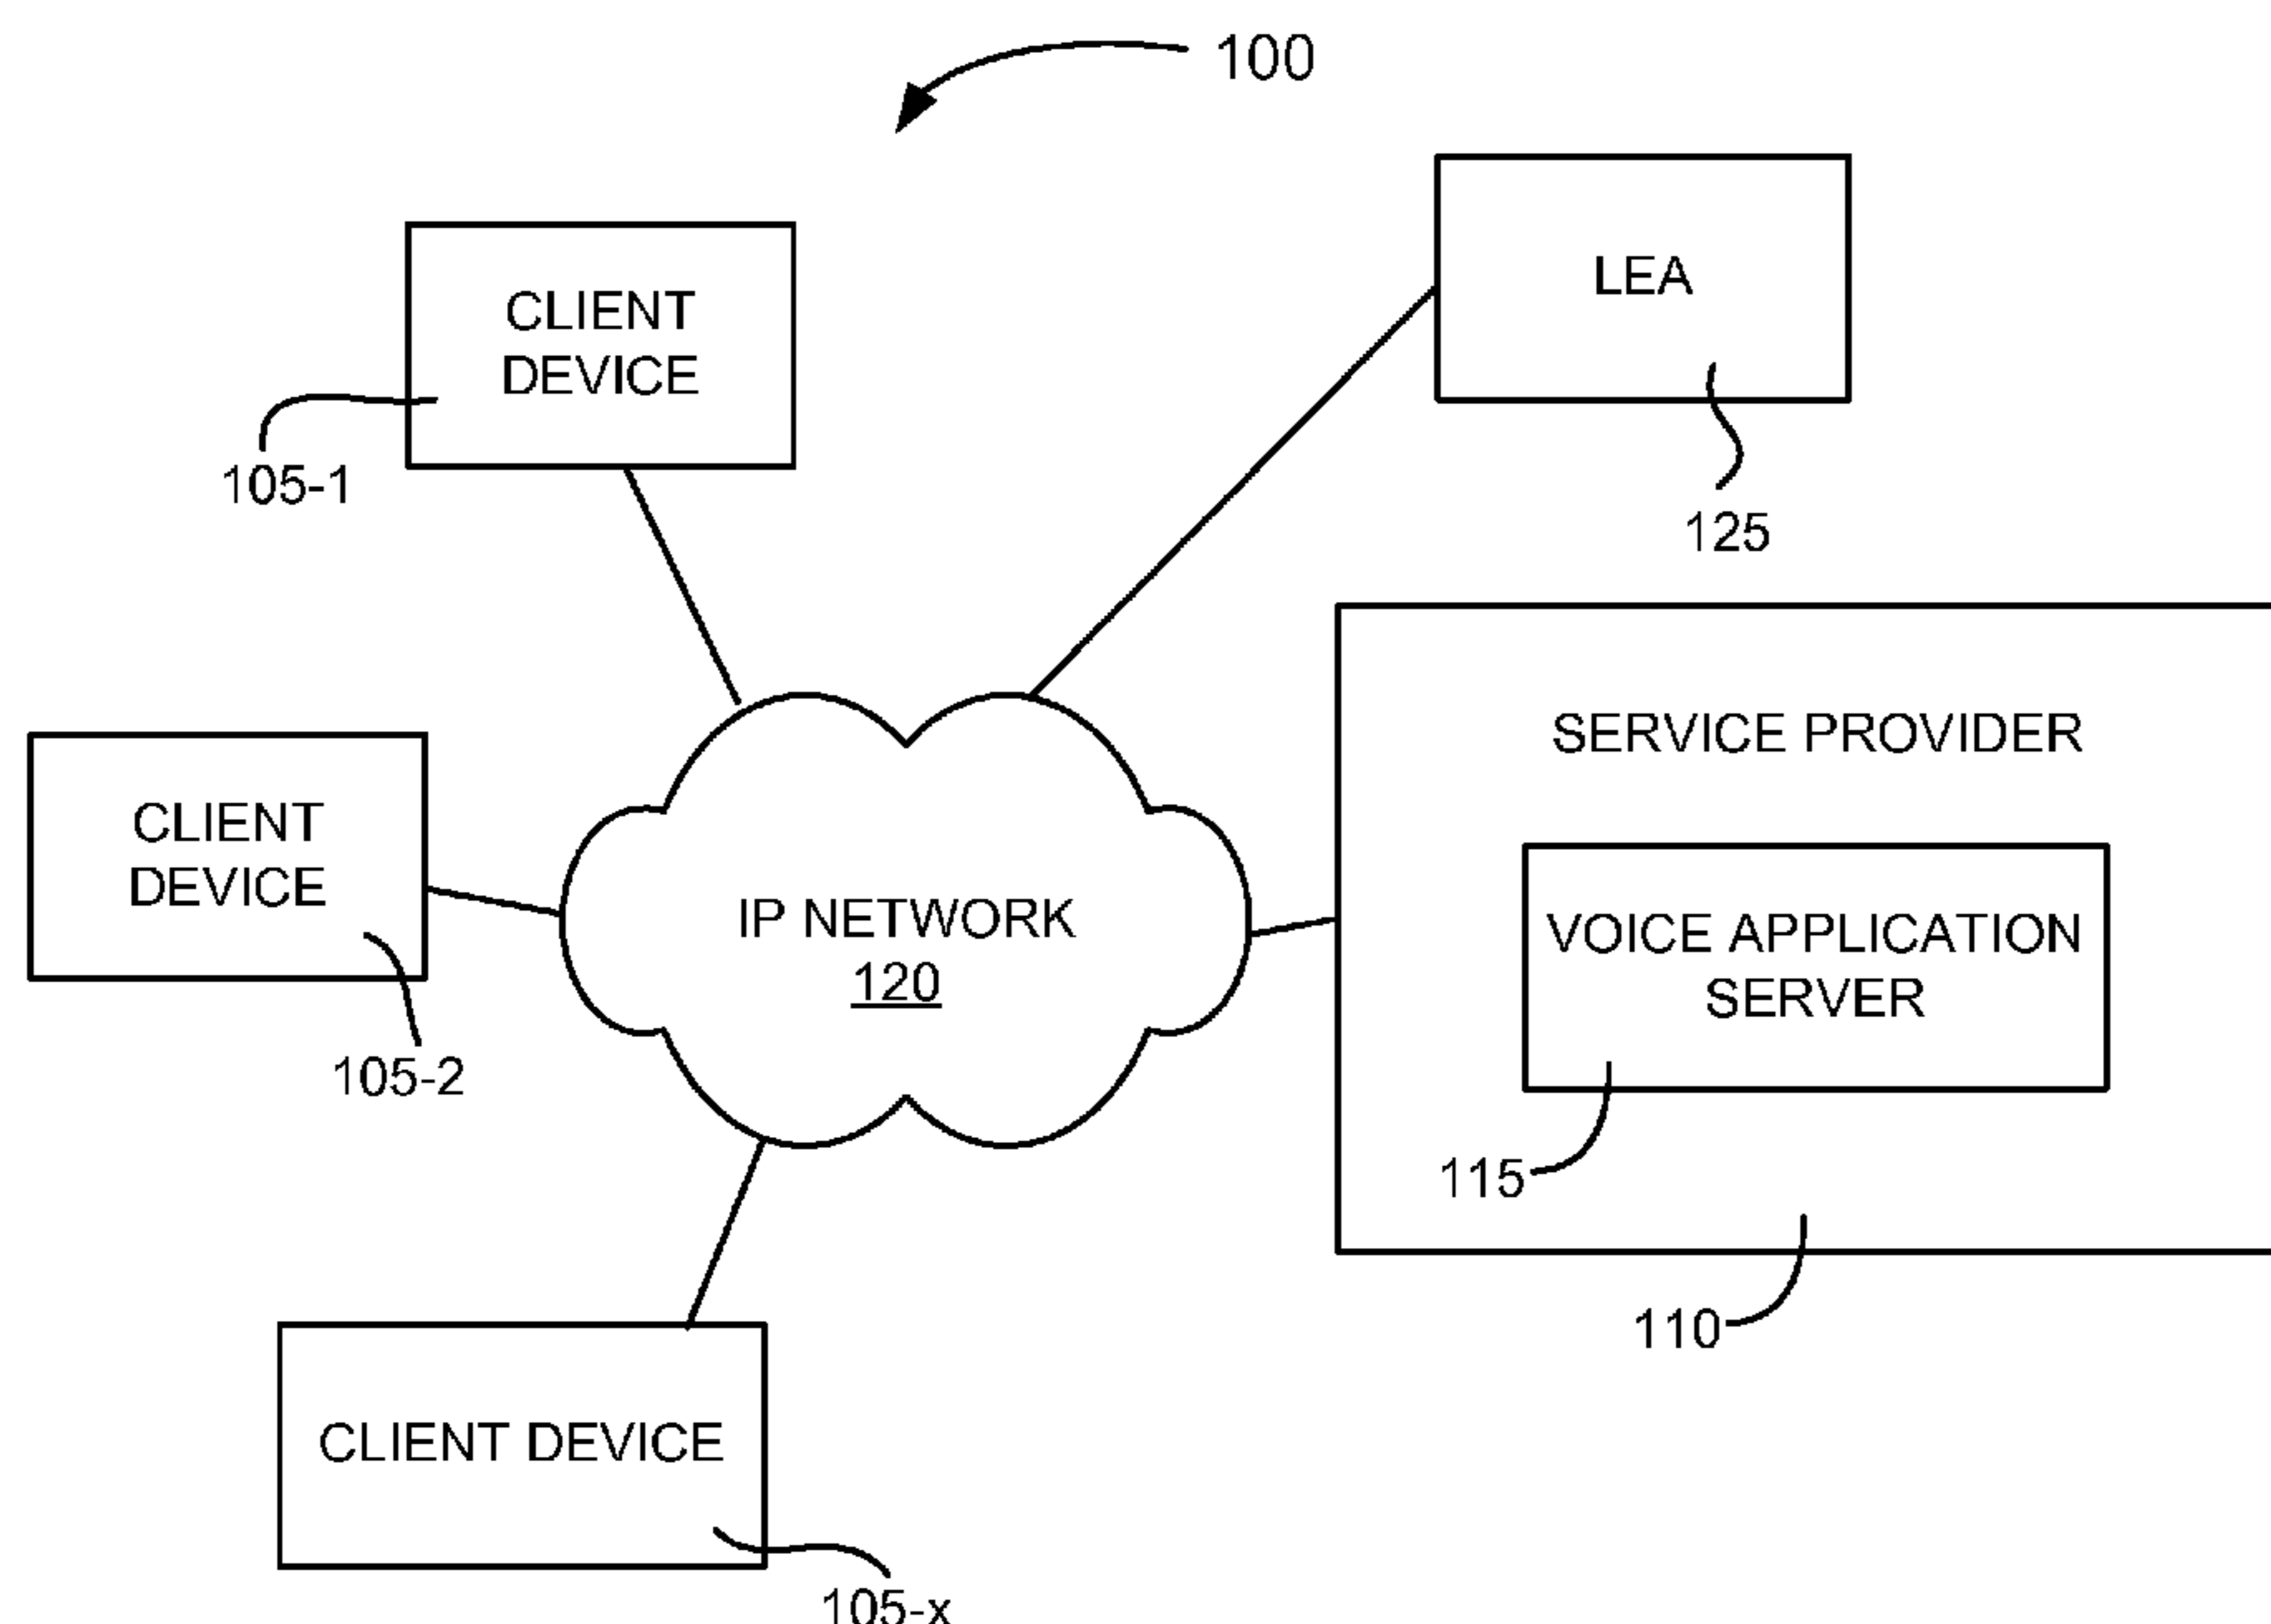 100
CLIENT
DEVICE
105-1
LEA
125
SERVICE PROVIDER
VOICE APPLICATION
SERVER
115
110
CLIENT
DEVICE
105-2
IP NETWORK
120
CLIENT DEVICE
105-x